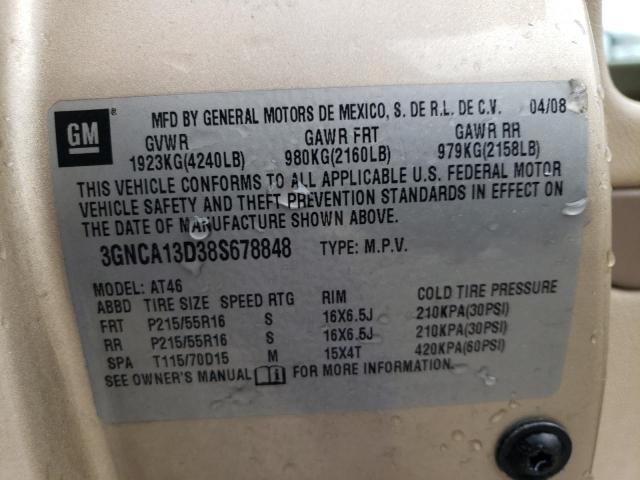 GM
MFD BY GENERAL MOTORS DE MEXICO, S. DE R.L. DE C.V. 04/08
GVWR GAWR FRT GAWR RR
1923KG(4240LB) 980KG(2160LB) 979KG(2158LB)
THIS VEHICLE CONFORMS TO ALL APPLICABLE U.S. FEDERAL MOTOR
VEHICLE SAFETY AND THEFT PREVENTION STANDARDS IN EFFECT ON
THE DATE OF MANUFACTURE SHOWN ABOVE.
3GNCA13D38S678848 TYPE: M.P.V.
MODEL: AT46
ABBD TIRE SIZE SPEED RTG RIM COLD TIRE PRESSURE
FRT P215/55R16 S 16X6.5J 210KPA(30PSI)
RR P215/55R16 S 16X6.5J 210KPA(30PSI)
SPA T115/70D15 M 15X4T 420KPA(60PSI)
SEE OWNER'S MANUAL FOR MORE INFORMATION.